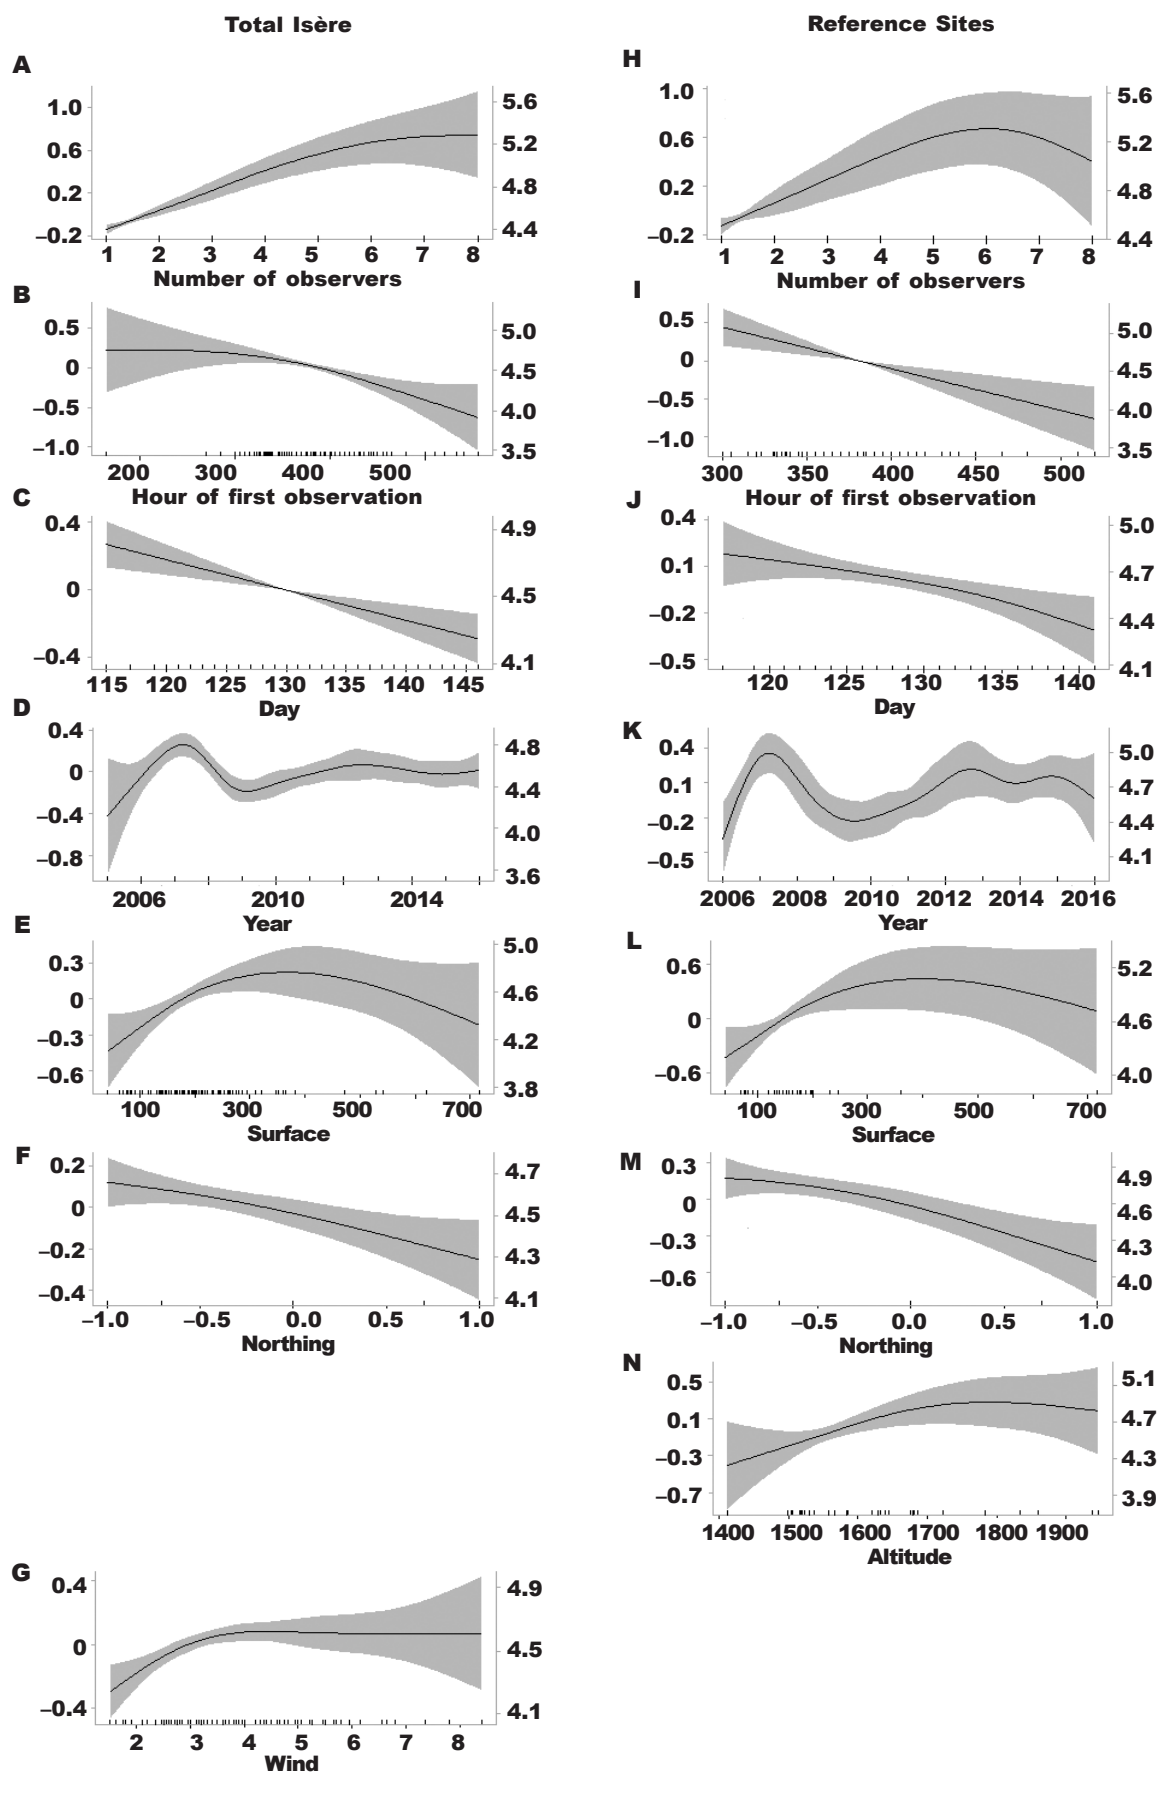 Total Isère
Reference Sites
A
1.0
0.6
0.2
−0.2
5.6
5.2
4.8
4.4
1 2 3 4 5 6 7 8
Number of observers
H
1.0
0.6
0.2
−0.2
5.6
5.2
4.8
4.4
1 2 3 4 5 6 7 8
Number of observers
B
0.5
0
−0.5
−1.0
5.0
4.5
4.0
3.5
200 300 400 500
Hour of first observation
I
0.5
0
−0.5
−1.0
5.0
4.5
4.0
3.5
300 350 400 450 500
Hour of first observation
C
0.4
0
−0.4
4.9
4.5
4.1
115 120 125 130 135 140 145
Day
J
0.4
0.1
−0.2
−0.5
5.0
4.7
4.4
4.1
120 125 130 135 140
Day
D
0.4
0
−0.4
−0.8
4.8
4.4
4.0
3.6
2006 2010 2014
Year
K
0.4
0.1
−0.2
−0.5
5.0
4.7
4.4
4.1
2006 2008 2010 2012 2014 2016
Year
E
0.3
0
−0.3
−0.6
5.0
4.6
4.2
3.8
100 300 500 700
Surface
L
0.6
0
−0.6
5.2
4.6
4.0
100 300 500 700
Surface
F
0.2
0
−0.2
−0.4
4.7
4.5
4.3
4.1
−1.0 −0.5 0.0 0.5 1.0
Northing
M
0.3
0
−0.3
−0.6
4.9
4.6
4.3
4.0
−1.0 −0.5 0.0 0.5 1.0
Northing
N
0.5
0.1
−0.3
−0.7
5.1
4.7
4.3
3.9
1400 1500 1600 1700 1800 1900
Altitude
G
0.4
0
−0.4
4.9
4.5
4.1
2 3 4 5 6 7 8
Wind